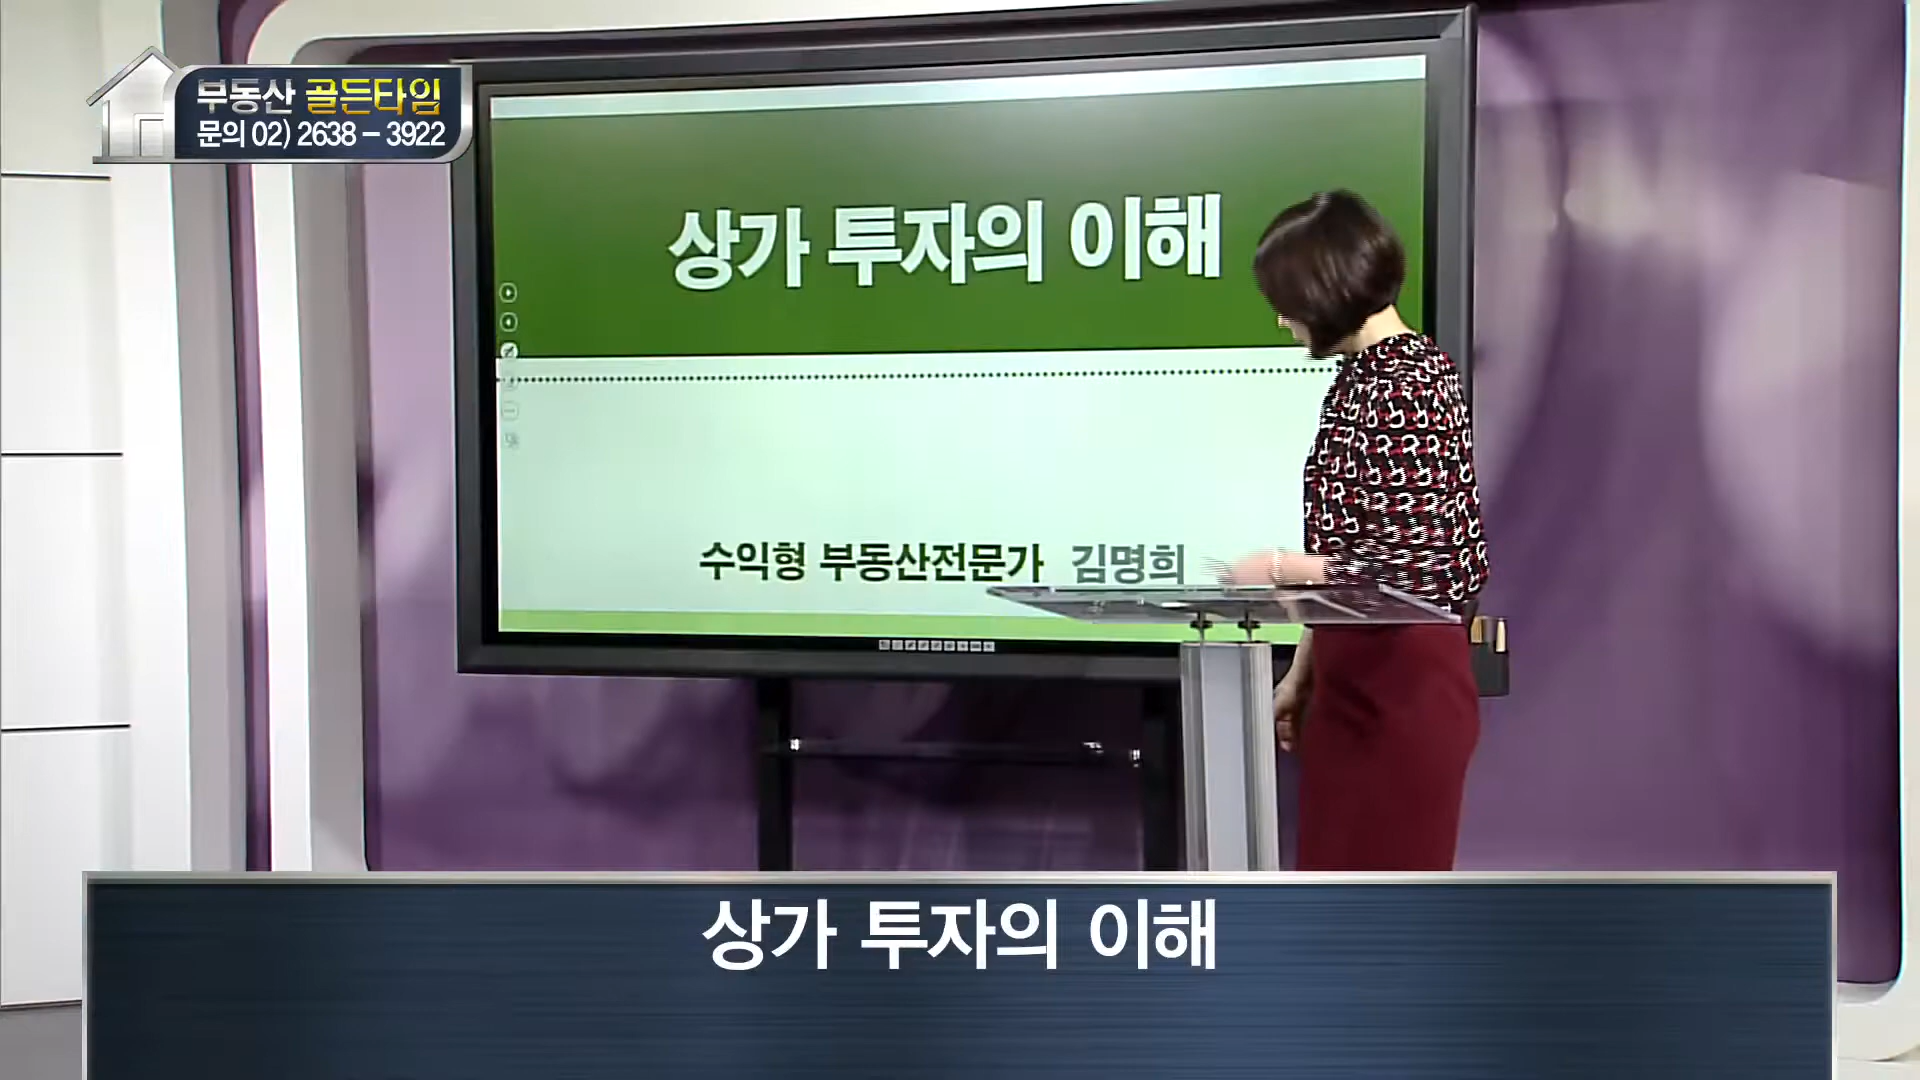 부동산 골든타임
문의 02) 2638 - 3922
상가 투자의 이해
수익형 부동산전문가 김명희
상가 투자의 이해